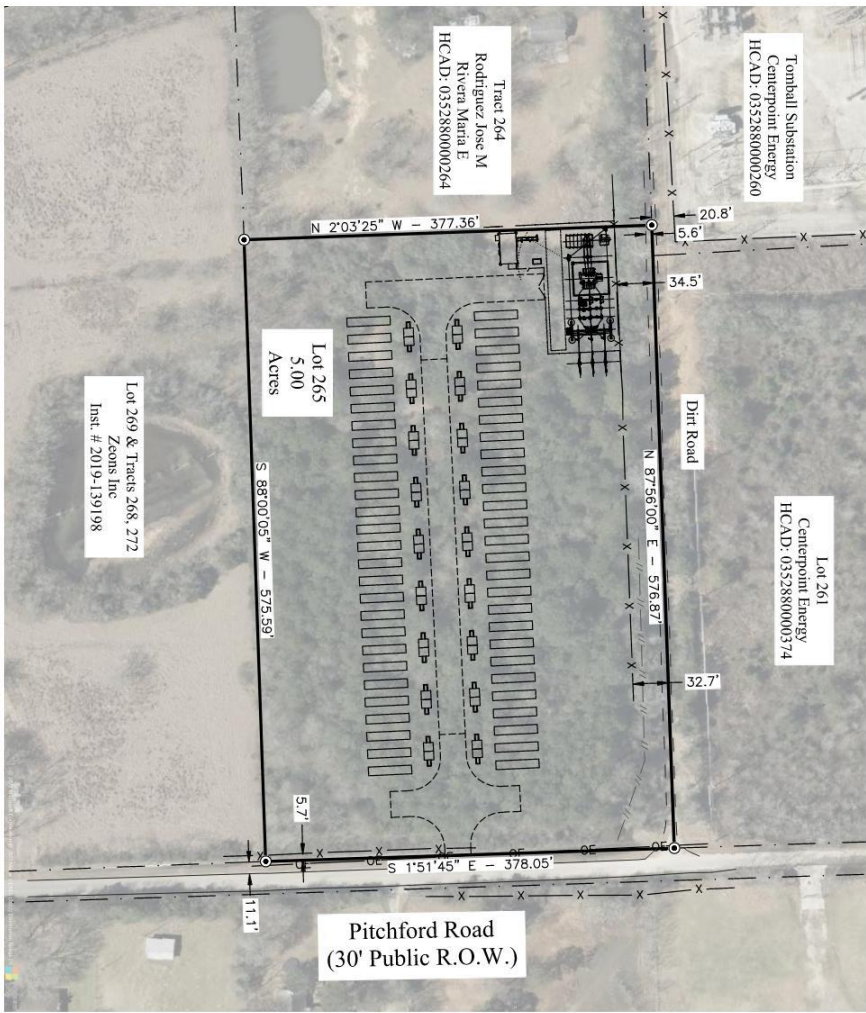 Tomball Substation
Centerpoint Energy
HCAD: 0352880000260
Tract 264
Rodriguez Jose M
Rivera Maria E
HCAD: 0352880000264
20.8'
5.6'
34.5'
N 2°03'25" W - 377.36'
Lot 265
5.00
Acres
Dirt Road
N 87°56'00" E - 576.87'
Lot 261
Centerpoint Energy
HCAD: 0352880000374
Lot 269 & Tracts 268, 272
Zeons Inc
Inst. # 2019-139198
S 88°00'05" W - 575.59'
32.7'
5.7'
S 1°51'45" E - 378.05'
11.1'
Pitchford Road
(30' Public R.O.W.)